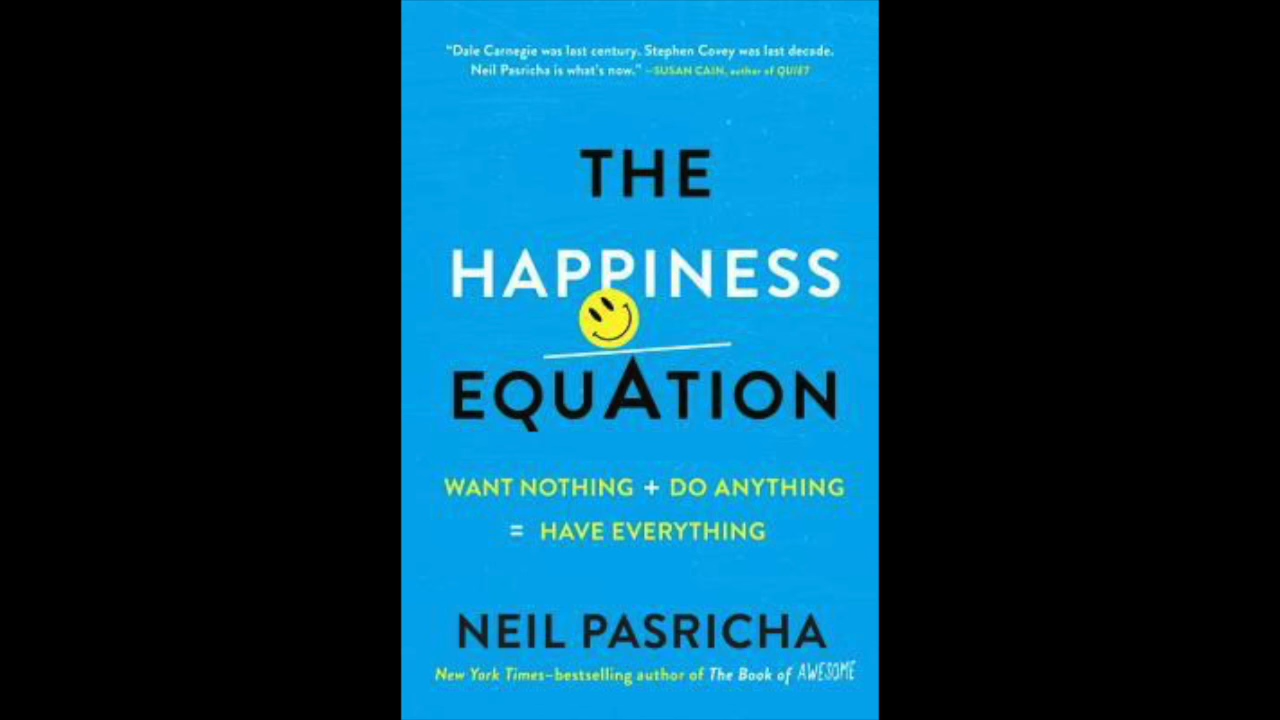 “Dale Carnegie was last century. Stephen Covey was last decade.
Neil Pasricha is what’s now.” —SUSAN CAIN, author of QUIET
THE
HAPPINESS
EQUATION
WANT NOTHING + DO ANYTHING
= HAVE EVERYTHING
NEIL PASRICHA
New York Times–bestselling author of The Book of AWESOME